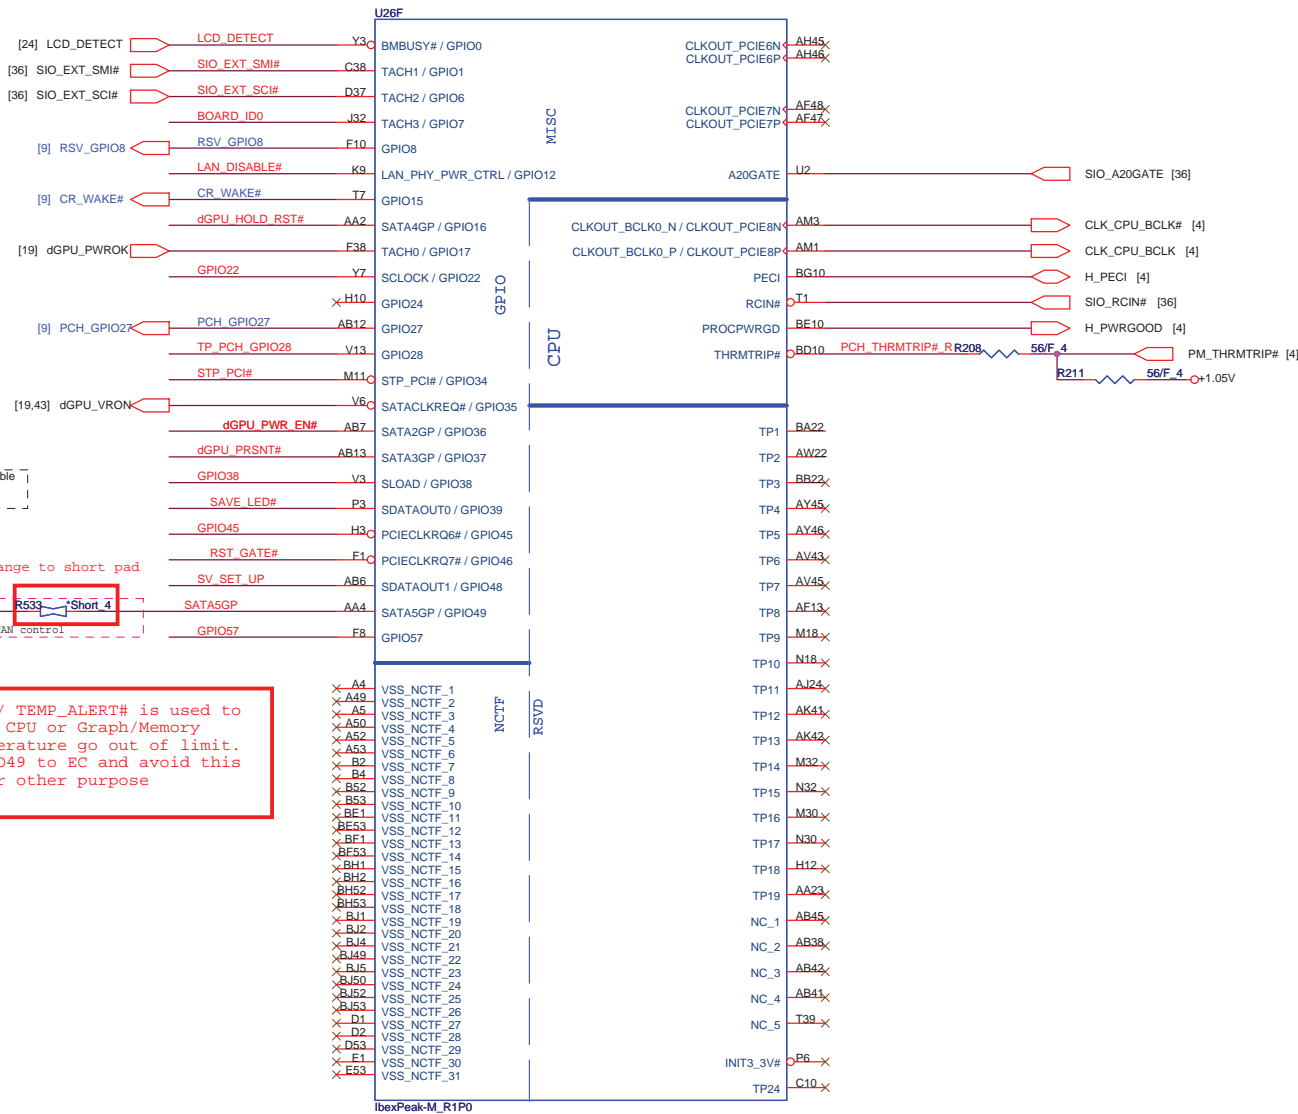 U26F
[24] LCD_DETECT LCD_DETECT Y3 BMBUSY# / GPIO0
[36] SIO_EXT_SMI# SIO_EXT_SMI# C38 TACH1 / GPIO1
[36] SIO_EXT_SCI# SIO_EXT_SCI# D37 TACH2 / GPIO6
BOARD_ID0 J32 TACH3 / GPIO7
[9] RSV_GPIO8 RSV_GPIO8 F10 GPIO8
LAN_DISABLE# K9 LAN_PHY_PWR_CTRL / GPIO12
[9] CR_WAKE# CR_WAKE# T7 GPIO15
dGPU_HOLD_RST# AA2 SATA4GP / GPIO16
[19] dGPU_PWROK F38 TACH0 / GPIO17
GPIO22 Y7 SCLOCK / GPIO22
H10 GPIO24
[9] PCH_GPIO27 PCH_GPIO27 AB12 GPIO27
TP_PCH_GPIO28 V13 GPIO28
STP_PCI# M11 STP_PCI# / GPIO34
[19,43] dGPU_VRON V6 SATACLKREQ# / GPIO35
dGPU_PWR_EN# AB7 SATA2GP / GPIO36
dGPU_PRSNT# AB13 SATA3GP / GPIO37
GPIO38 V3 SLOAD / GPIO38
SAVE_LED# P3 SDATAOUT0 / GPIO39
GPIO45 H3 PCIECLKRQ6# / GPIO45
RST_GATE# F1 PCIECLKRQ7# / GPIO46
SV_SET_UP AB6 SDATAOUT1 / GPIO48
R533 *Short_4 SATA5GP AA4 SATA5GP / GPIO49
GPIO57 F8 GPIO57
ble
ange to short pad
AN control
/ TEMP_ALERT# is used to
CPU or Graph/Memory
erature go out of limit.
O49 to EC and avoid this
r other purpose
A4 VSS_NCTF_1
A49 VSS_NCTF_2
A5 VSS_NCTF_3
A50 VSS_NCTF_4
A52 VSS_NCTF_5
A53 VSS_NCTF_6
B2 VSS_NCTF_7
B4 VSS_NCTF_8
B52 VSS_NCTF_9
B53 VSS_NCTF_10
BE1 VSS_NCTF_11
BE53 VSS_NCTF_12
BF1 VSS_NCTF_13
BF53 VSS_NCTF_14
BH1 VSS_NCTF_15
BH2 VSS_NCTF_16
BH52 VSS_NCTF_17
BH53 VSS_NCTF_18
BJ1 VSS_NCTF_19
BJ2 VSS_NCTF_20
BJ4 VSS_NCTF_21
BJ49 VSS_NCTF_22
BJ5 VSS_NCTF_23
BJ50 VSS_NCTF_24
BJ52 VSS_NCTF_25
BJ53 VSS_NCTF_26
D1 VSS_NCTF_27
D2 VSS_NCTF_28
D53 VSS_NCTF_29
E1 VSS_NCTF_30
E53 VSS_NCTF_31
MISC
GPIO
CPU
NCTF
RSVD
CLKOUT_PCIE6N AH45
CLKOUT_PCIE6P AH46
CLKOUT_PCIE7N AF48
CLKOUT_PCIE7P AF47
A20GATE U2 SIO_A20GATE [36]
CLKOUT_BCLK0_N / CLKOUT_PCIE8N AM3 CLK_CPU_BCLK# [4]
CLKOUT_BCLK0_P / CLKOUT_PCIE8P AM1 CLK_CPU_BCLK [4]
PECI BG10 H_PECI [4]
RCIN# T1 SIO_RCIN# [36]
PROCPWRGD BE10 H_PWRGOOD [4]
THRMTRIP# BD10 PCH_THRMTRIP#_R R208 56/F_4 PM_THRMTRIP# [4]
R211 56/F_4 +1.05V
TP1 BA22
TP2 AW22
TP3 BB22
TP4 AY45
TP5 AY46
TP6 AV43
TP7 AV45
TP8 AF13
TP9 M18
TP10 N18
TP11 AJ24
TP12 AK41
TP13 AK42
TP14 M32
TP15 N32
TP16 M30
TP17 N30
TP18 H12
TP19 AA23
NC_1 AB45
NC_2 AB38
NC_3 AB42
NC_4 AB41
NC_5 T39
INIT3_3V# P6
TP24 C10
IbexPeak-M_R1P0